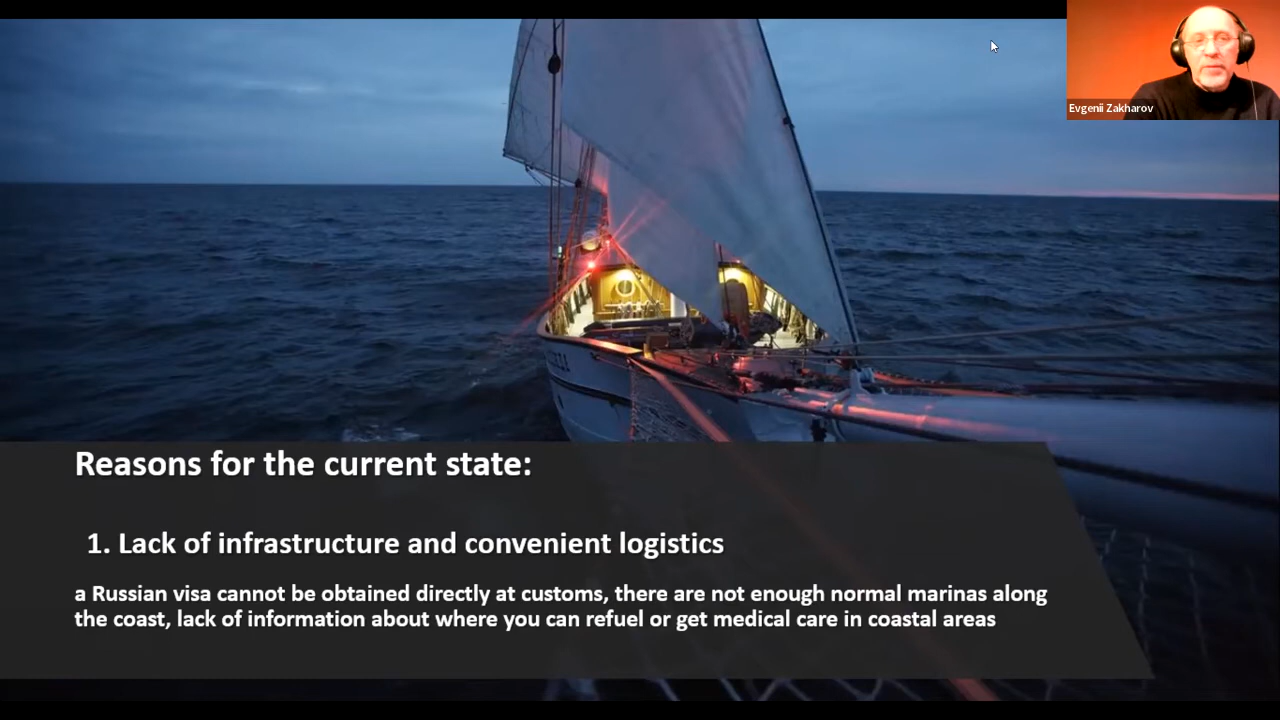 Evgenii Zakharov
Reasons for the current state:
1. Lack of infrastructure and convenient logistics
a Russian visa cannot be obtained directly at customs, there are not enough normal marinas along
the coast, lack of information about where you can refuel or get medical care in coastal areas